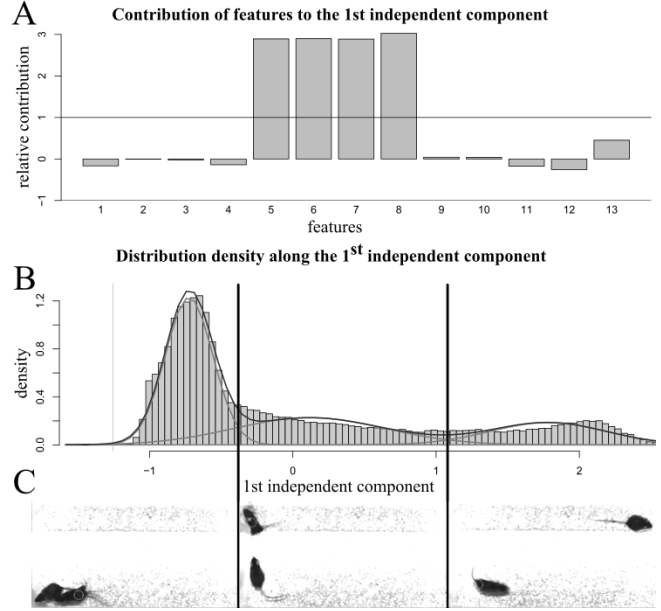 A
Contribution of features to the 1st independent component
relative contribution
3
2
1
0
−1
1 2 3 4 5 6 7 8 9 10 11 12 13
features
Distribution density along the 1st independent component
B
density
1.2
0.8
0.4
0.0
−1 0 1 2
C
1st independent component